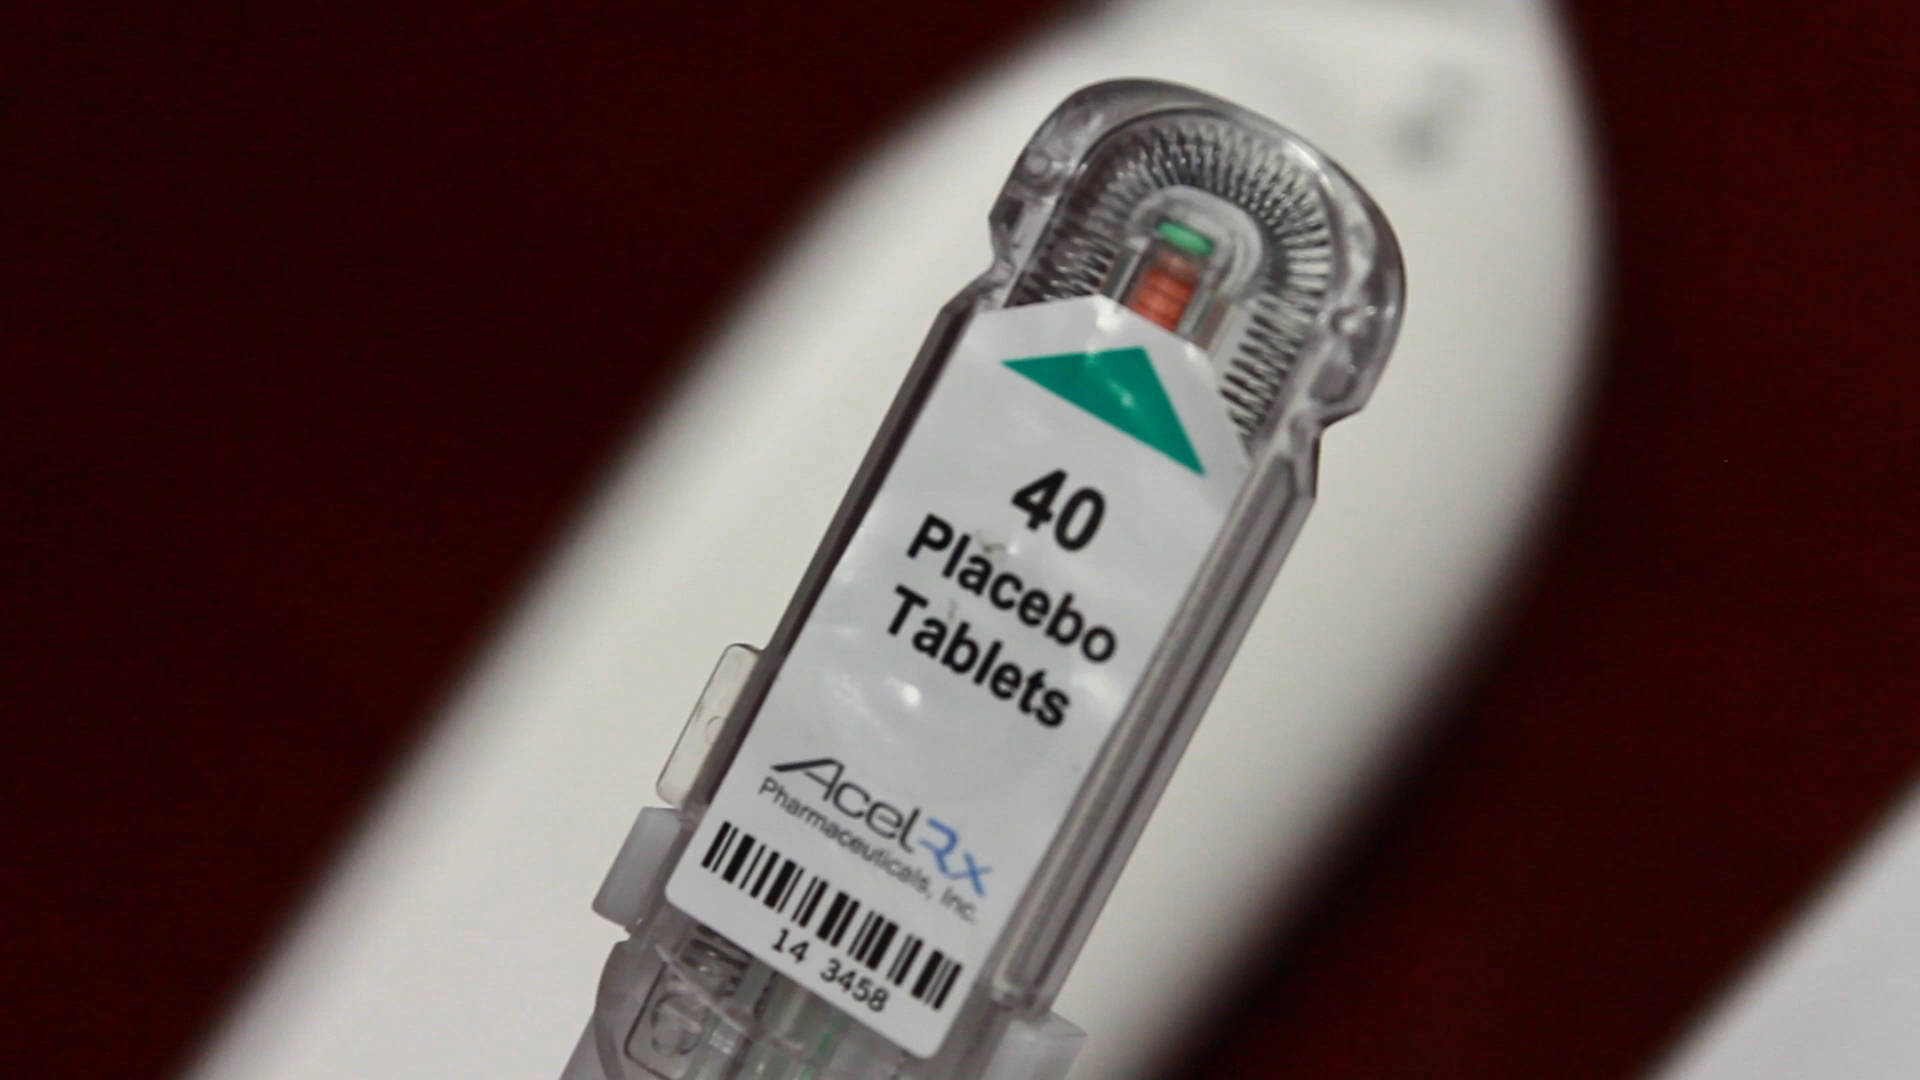 40
Placebo
Tablets
AcelRx
Pharmaceuticals, Inc.
14 3458